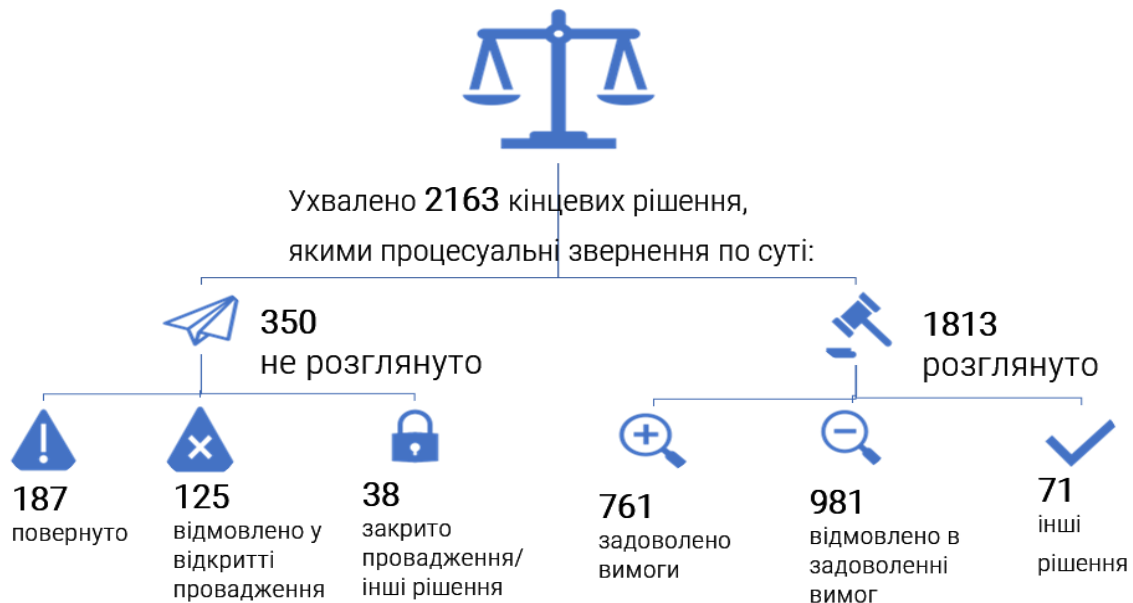 Ухвалено 2163 кінцевих рішення,
якими процесуальні звернення по суті:
350
не розглянуто
1813
розглянуто
187
повернуто
125
відмовлено у
відкритті
провадження
38
закрито
провадження/
інші рішення
761
задоволено
вимоги
981
відмовлено в
задоволенні
вимог
71
інші
рішення